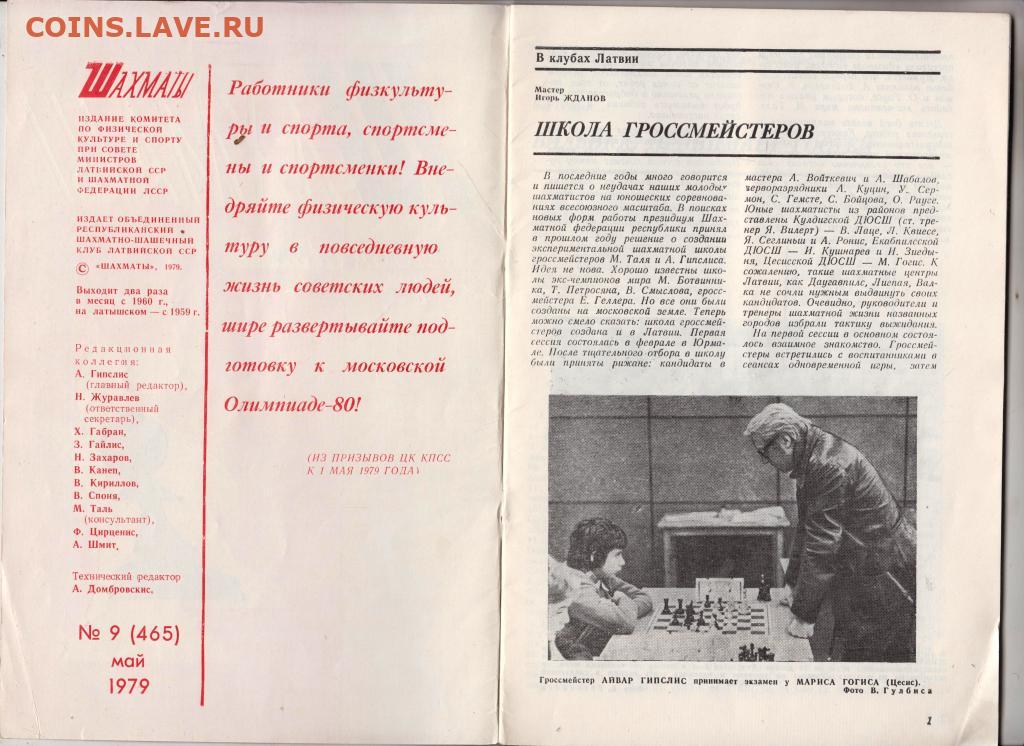 COINS.LAVE.RU
ШАХМАТЫ
ИЗДАНИЕ КОМИТЕТА
ПО ФИЗИЧЕСКОЙ
КУЛЬТУРЕ И СПОРТУ
ПРИ СОВЕТЕ
МИНИСТРОВ
ЛАТВИЙСКОЙ ССР
И ШАХМАТНОЙ
ФЕДЕРАЦИИ ЛССР
ИЗДАЕТ ОБЪЕДИНЕННЫЙ
РЕСПУБЛИКАНСКИЙ
ШАХМАТНО-ШАШЕЧНЫЙ
КЛУБ ЛАТВИЙСКОЙ ССР
© «ШАХМАТЫ», 1979.
Выходит два раза
в месяц с 1960 г.,
на латышском — с 1959 г.
Редакционная
коллегия:
А. Гипслис
(главный редактор),
Н. Журавлев
(ответственный
секретарь),
Х. Габран,
З. Гайлис,
Н. Захаров,
В. Канеп,
В. Кириллов,
В. Споня,
М. Таль
(консультант),
Ф. Цирценис,
А. Шмит.
Технический редактор
А. Домбровскис.
№ 9 (465)
май
1979
Работники физкульту-
ры и спорта, спортсме-
ны и спортсменки! Вне-
дряйте физическую куль-
туру в повседневную
жизнь советских людей,
шире развертывайте под-
готовку к московской
Олимпиаде-80!
(ИЗ ПРИЗЫВОВ ЦК КПСС
К 1 МАЯ 1979 ГОДА)
В клубах Латвии
Мастер
Игорь ЖДАНОВ
ШКОЛА ГРОССМЕЙСТЕРОВ
В последние годы много говорится
и пишется о неудачах наших молодых
шахматистов на юношеских соревнова-
ниях всесоюзного масштаба. В поисках
новых форм работы президиум Шах-
матной федерации республики принял
в прошлом году решение о создании
экспериментальной шахматной школы
гроссмейстеров М. Таля и А. Гипслиса.
Идея не нова. Хорошо известны шко-
лы экс-чемпионов мира М. Ботвинни-
ка, Т. Петросяна, В. Смыслова, гросс-
мейстера Е. Геллера. Но все они были
созданы на московской земле. Теперь
можно смело сказать: школа гроссмей-
стеров создана и в Латвии. Первая
сессия состоялась в феврале в Юрма-
ле. После тщательного отбора в школу
были приняты рижане: кандидаты в
мастера А. Войткевич и А. Шабалов,
перворазрядники А. Куцин, У. Сер-
мон, С. Гемсте, С. Бойцова, О. Раугс.
Юные шахматисты из районов пред-
ставлены Кулдигской ДЮСШ (ст. тре-
нер Я. Вилерт) — В. Лаце, Л. Квиесе,
Я. Сеглиньш и А. Ронис, Екабпилсской
ДЮСШ — И. Кушнарев и Н. Зиеды-
ня, Цесисской ДЮСШ — М. Гогис. К
сожалению, такие шахматные центры
Латвии, как Даугавпилс, Лиепая, Вал-
ка не сочли нужным выдвинуть своих
кандидатов. Очевидно, руководители и
тренеры шахматной жизни названных
городов избрали тактику выжидания.
На первой сессии в основном состоя-
лось взаимное знакомство. Гроссмей-
стеры встретились с воспитанниками в
сеансах одновременной игры, затем
Гроссмейстер АЙВАР ГИПСЛИС принимает экзамен у МАРИСА ГОГИСА (Цесис).
Фото В. Гулбиса
1